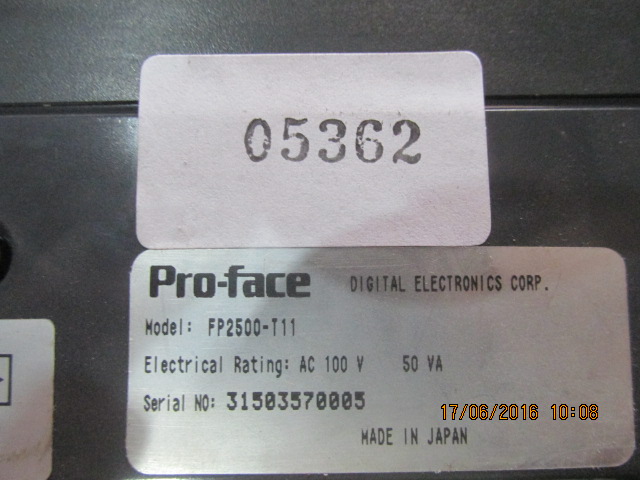 05362
Pro-face DIGITAL ELECTRONICS CORP.
Model: FP2500-T11
Electrical Rating: AC 100 V 50 VA
Serial NO: 31503570005
17/06/2016 10:08
MADE IN JAPAN